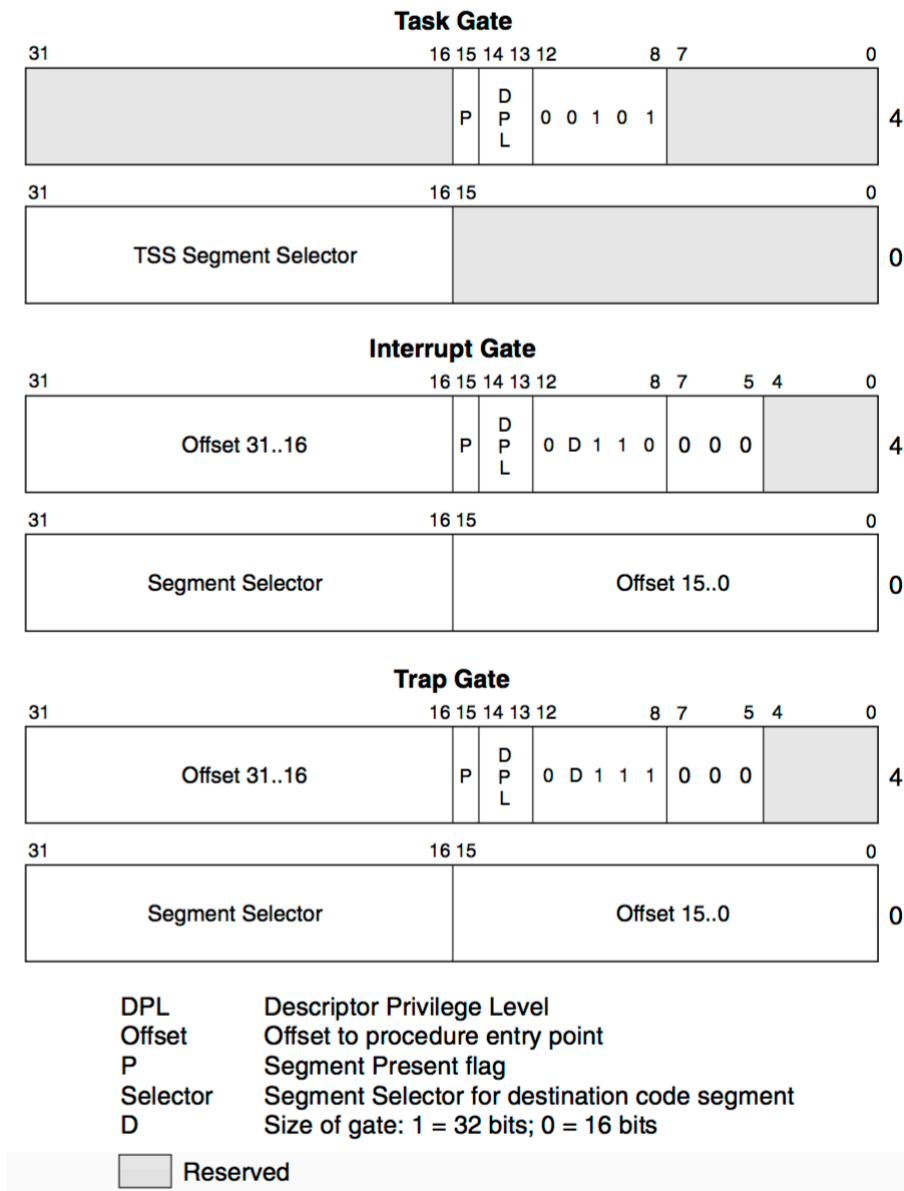 Task Gate
31 16 15 14 13 12 8 7 0
P D P L 0 0 1 0 1 4
31 16 15 0
TSS Segment Selector 0
Interrupt Gate
31 16 15 14 13 12 8 7 5 4 0
Offset 31..16 P D P L 0 D 1 1 0 0 0 0 4
31 16 15 0
Segment Selector Offset 15..0 0
Trap Gate
31 16 15 14 13 12 8 7 5 4 0
Offset 31..16 P D P L 0 D 1 1 1 0 0 0 4
31 16 15 0
Segment Selector Offset 15..0 0
DPL Descriptor Privilege Level
Offset Offset to procedure entry point
P Segment Present flag
Selector Segment Selector for destination code segment
D Size of gate: 1 = 32 bits; 0 = 16 bits
Reserved